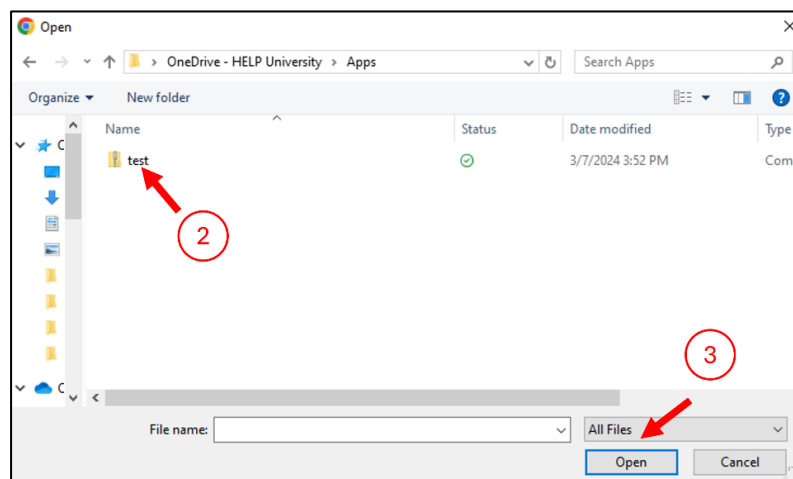 Open
OneDrive - HELP University > Apps
Search Apps
Organize
New folder
Name
Status
Date modified
Type
test
3/7/2024 3:52 PM
Com
2
3
File name:
All Files
Open
Cancel